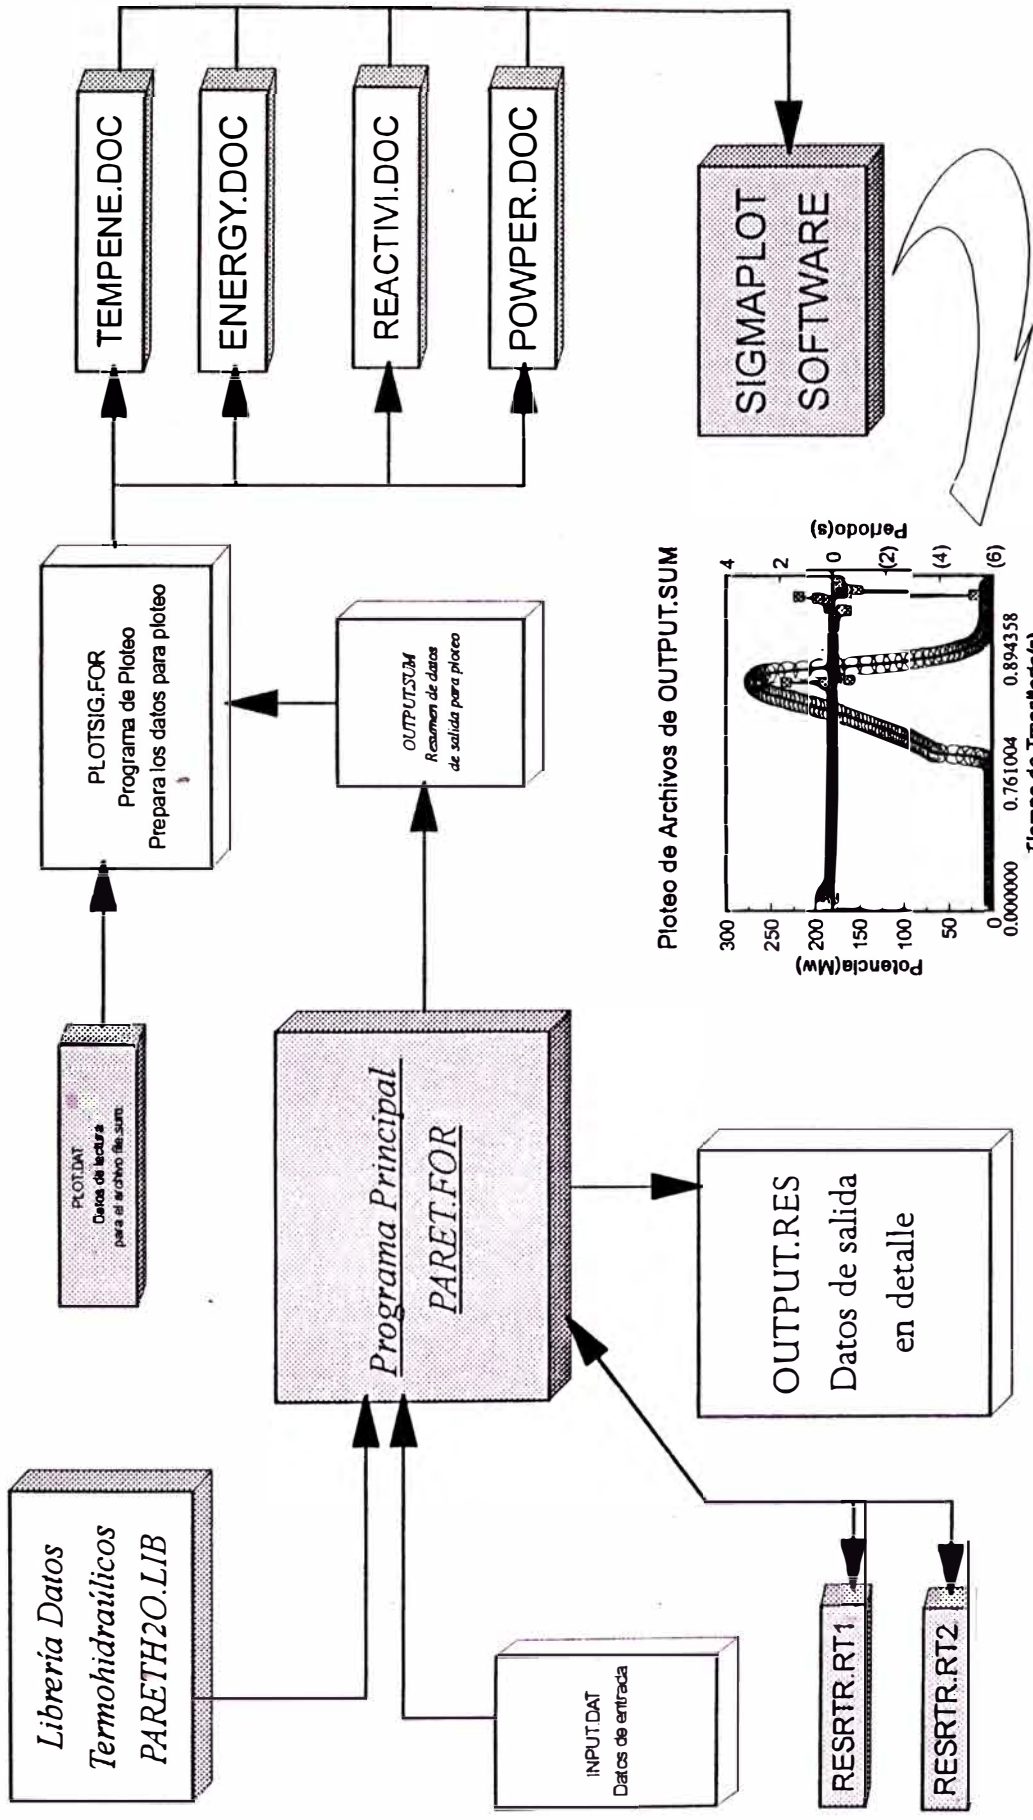 Librería Datos
Termohidraúlicos
PARETH2O.LIB
INPUT.DAT
Datos de entrada
RESRTR.RT1
RESRTR.RT2
PLOT.DAT
Datos de lectura
para el archivo file.sum:
Programa Principal
PARET.FOR
OUTPUT.RES
Datos de salida
en detalle
PLOTSIG.FOR
Programa de Ploteo
Prepara los datos para ploteo
OUTPUT.SUM
Resumen de datos
de salida para ploteo
TEMPENE.DOC
ENERGY.DOC
REACTIVI.DOC
POWPER.DOC
SIGMAPLOT
SOFTWARE
Ploteo de Archivos de OUTPUT.SUM
Potencia(Mw)
300
250
200
150
100
50
0
0.000000
0.761004
0.894358
4
2
0
(2)
(4)
(6)
Periodo(s)